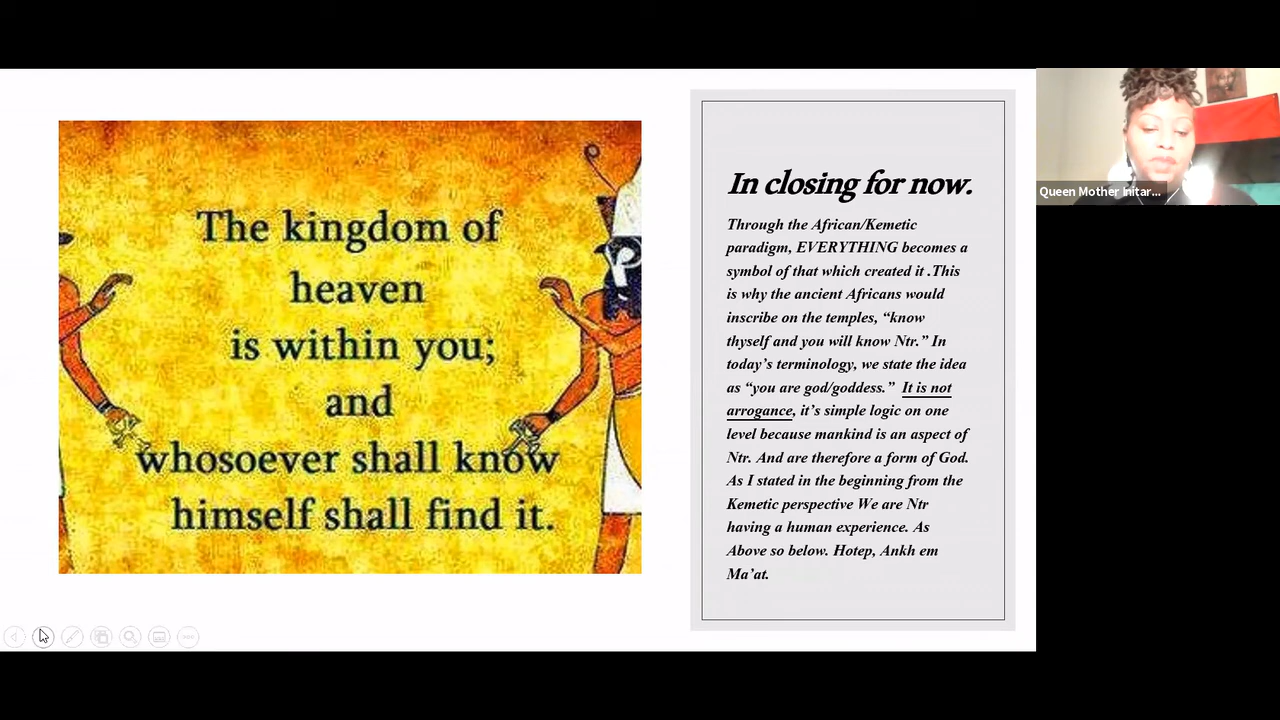 The kingdom of
heaven
is within you;
and
whosoever shall know
himself shall find it.
In closing for now.
Through the African/Kemetic
paradigm, EVERYTHING becomes a
symbol of that which created it .This
is why the ancient Africans would
inscribe on the temples, “know
thyself and you will know Ntr.” In
today’s terminology, we state the idea
as “you are god/goddess.” It is not
arrogance, it’s simple logic on one
level because mankind is an aspect of
Ntr. And are therefore a form of God.
As I stated in the beginning from the
Kemetic perspective We are Ntr
having a human experience. As
Above so below. Hotep, Ankh em
Ma’at.
Queen Mother Initar...